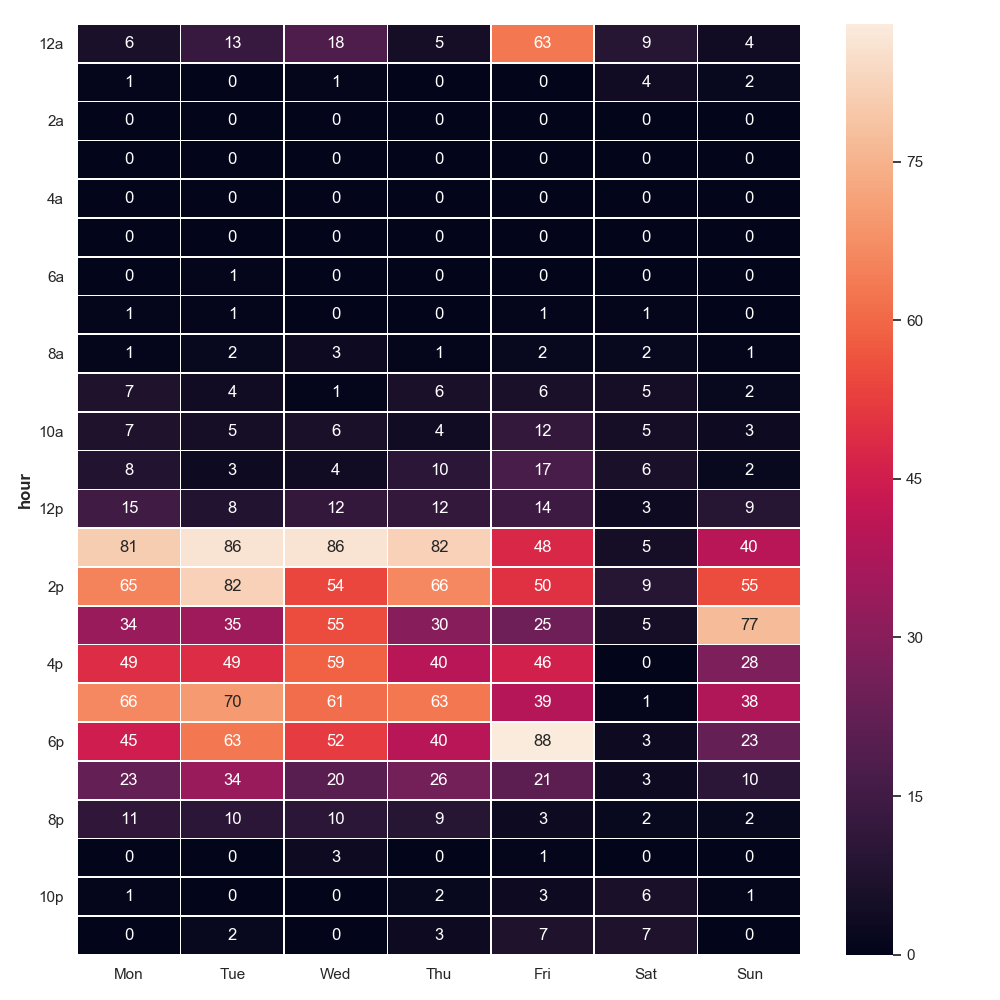 12a 6 13 18 5 63 9 4
1 0 1 0 0 4 2
2a 0 0 0 0 0 0 0
0 0 0 0 0 0 0
4a 0 0 0 0 0 0 0
0 0 0 0 0 0 0
6a 0 1 0 0 0 0 0
1 1 0 0 1 1 0
8a 1 2 3 1 2 2 1
7 4 1 6 6 5 2
10a 7 5 6 4 12 5 3
8 3 4 10 17 6 2
12p 15 8 12 12 14 3 9
81 86 86 82 48 5 40
2p 65 82 54 66 50 9 55
34 35 55 30 25 5 77
4p 49 49 59 40 46 0 28
66 70 61 63 39 1 38
6p 45 63 52 40 88 3 23
23 34 20 26 21 3 10
8p 11 10 10 9 3 2 2
0 0 3 0 1 0 0
10p 1 0 0 2 3 6 1
0 2 0 3 7 7 0
Mon Tue Wed Thu Fri Sat Sun
hour
75
60
45
30
15
0